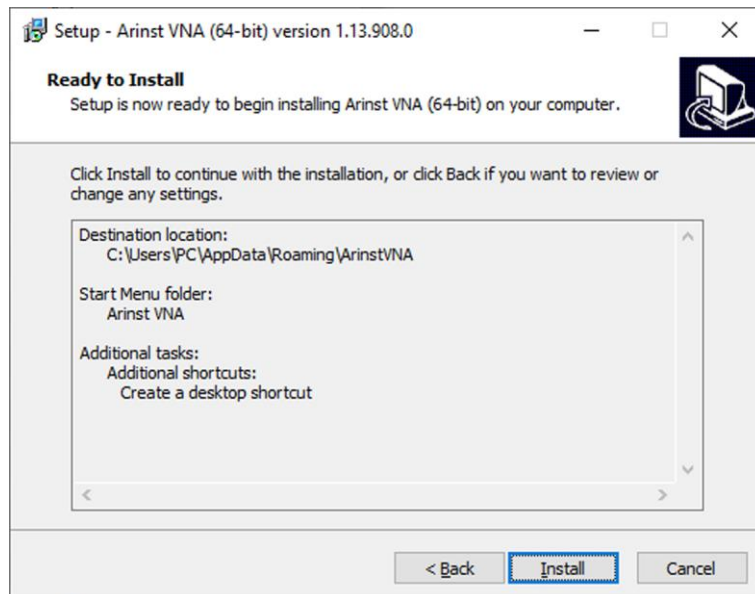 Setup - Arinst VNA (64-bit) version 1.13.908.0
Ready to Install
Setup is now ready to begin installing Arinst VNA (64-bit) on your computer.
Click Install to continue with the installation, or click Back if you want to review or
change any settings.
Destination location:
C:\Users\PC\AppData\Roaming\ArinstVNA
Start Menu folder:
Arinst VNA
Additional tasks:
Additional shortcuts:
Create a desktop shortcut
< Back
Install
Cancel